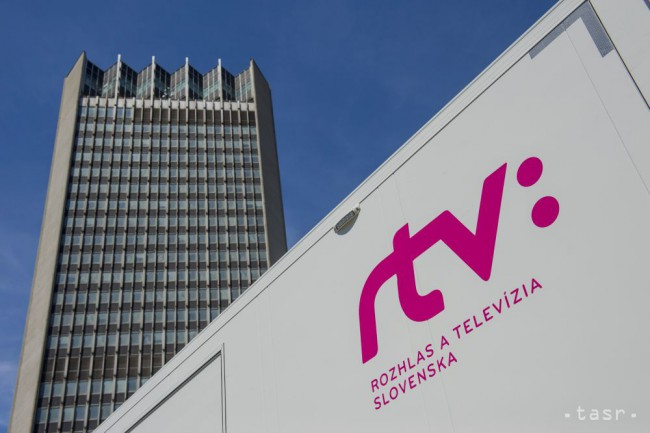 rtv:
ROZHLAS A TELEVÍZIA
SLOVENSKA
.tasr.